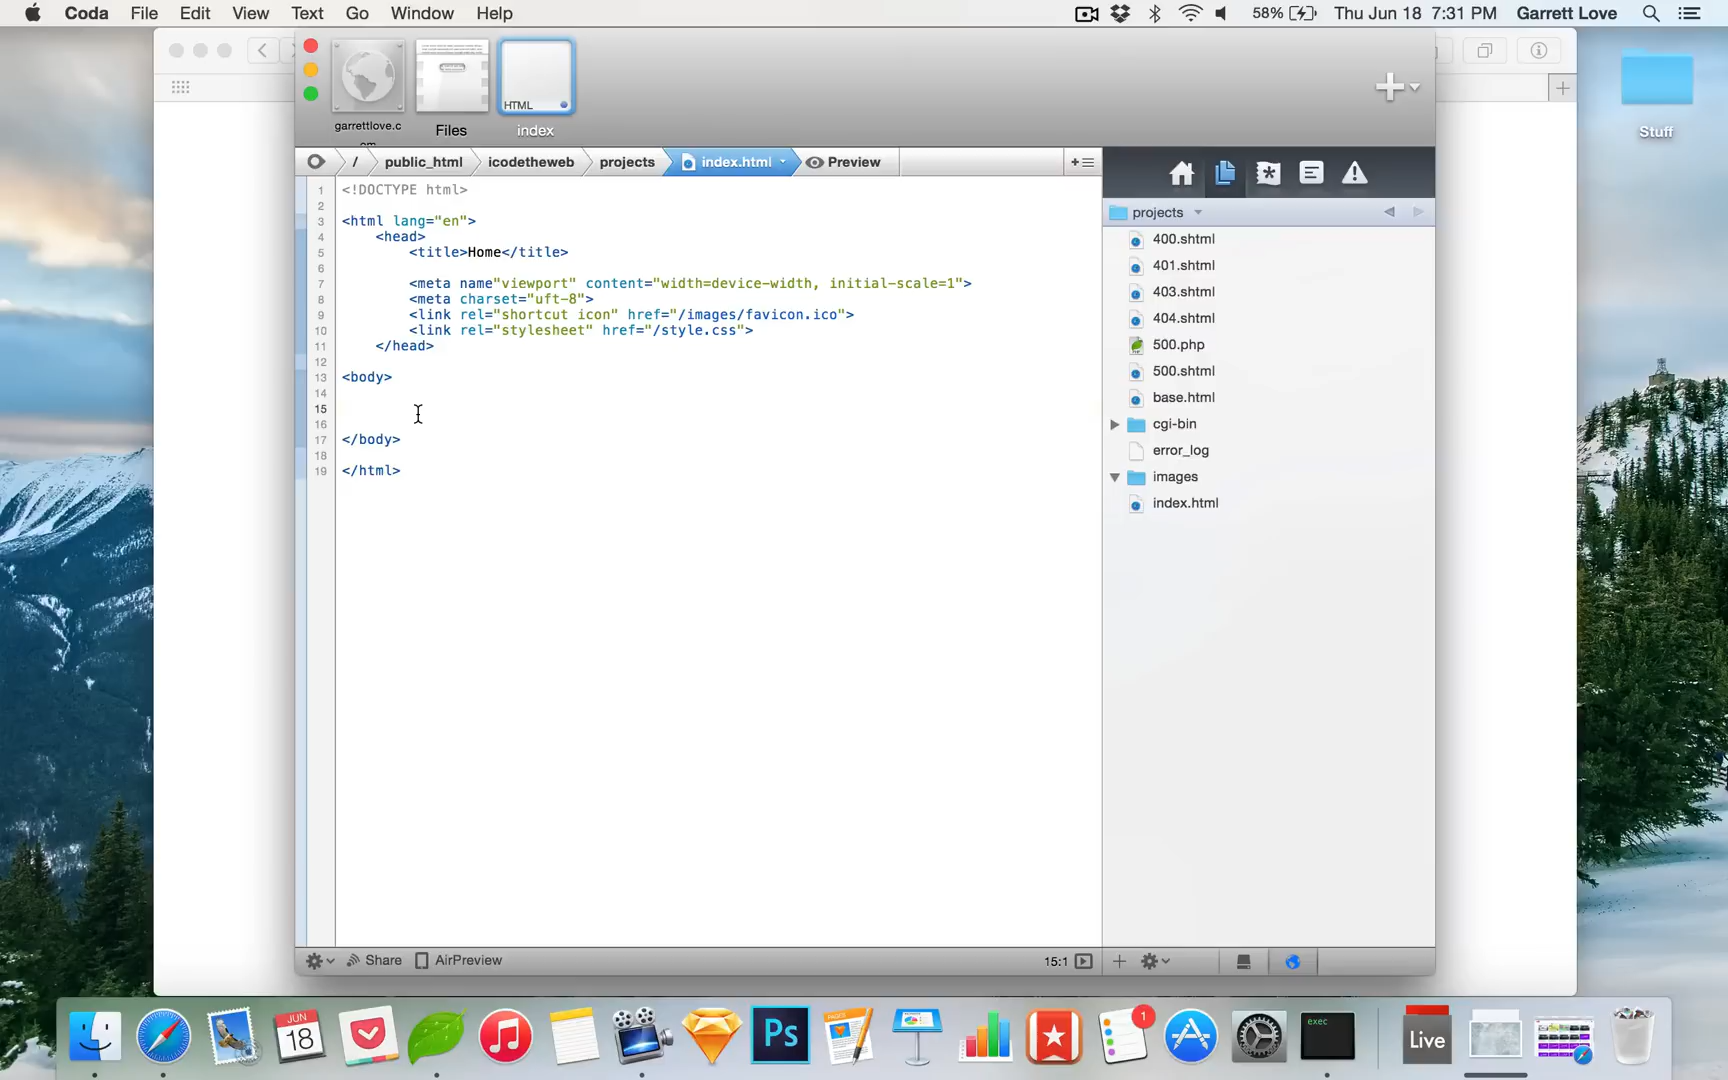 Coda File Edit View Text Go Window Help 58% Thu Jun 18 7:31 PM Garrett Love
HTML
garrettlove.c
Files
index
/ public_html icodetheweb projects index.html Preview
1 <!DOCTYPE html>
2
3 <html lang="en">
4 <head>
5 <title>Home</title>
6
7 <meta name"viewport" content="width=device-width, initial-scale=1">
8 <meta charset="uft-8">
9 <link rel="shortcut icon" href="/images/favicon.ico">
10 <link rel="stylesheet" href="/style.css">
11 </head>
12
13 <body>
14
15
16
17 </body>
18
19 </html>
projects
400.shtml
401.shtml
403.shtml
404.shtml
500.php
500.shtml
base.html
cgi-bin
error_log
images
index.html
Share AirPreview 15:1
Stuff
JUN
18
Ps
1
exec
Live